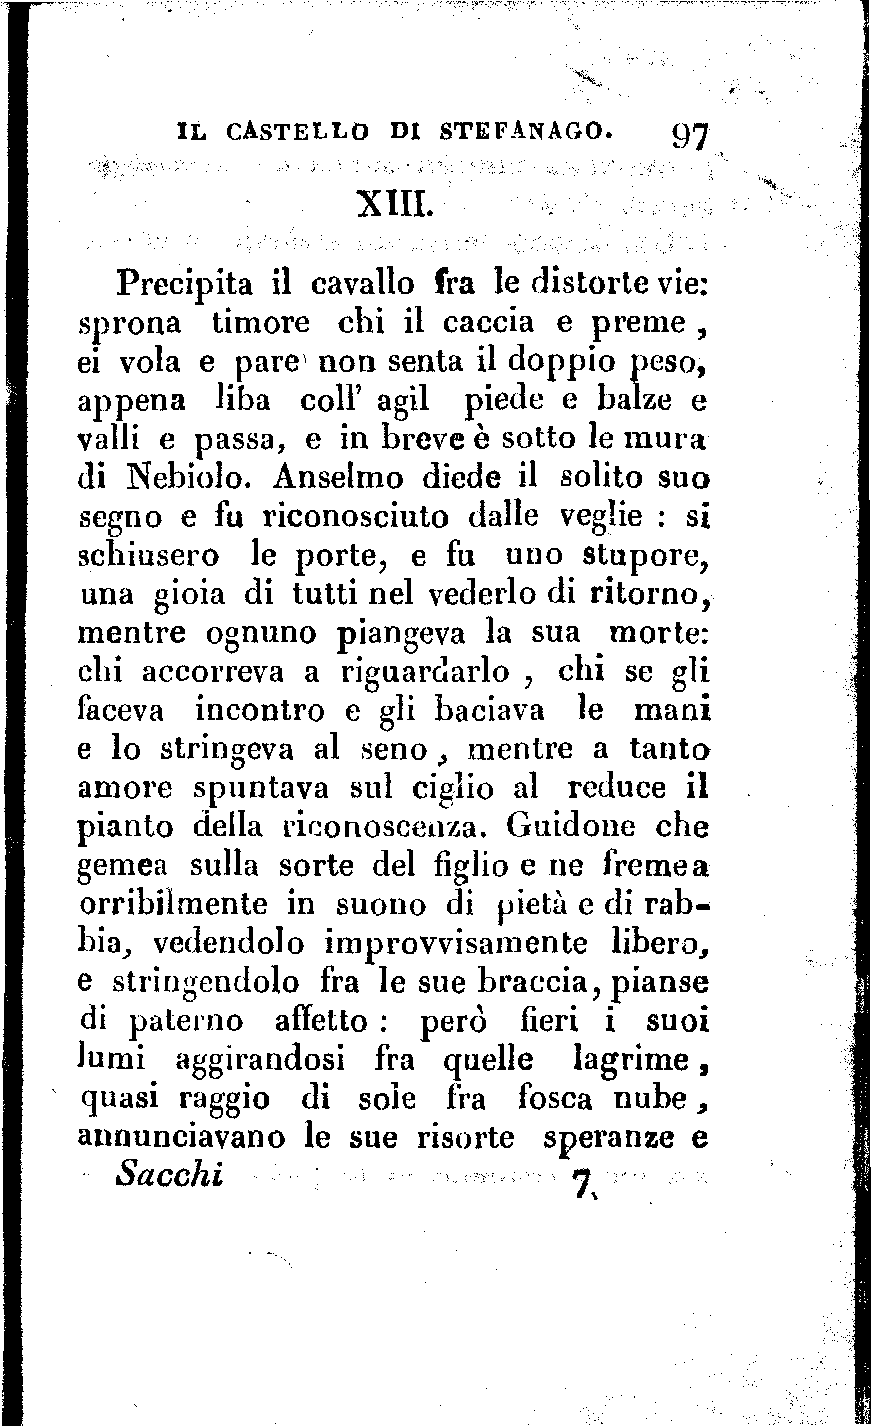 IL CASTELLO DI STEFANAGO. 97
XIII.
Precipita il cavallo fra le distorte vie:
sprona timore chi il caccia e preme ,
ei vola e pare non senta il doppio peso,
appena liba coll' agil piede e balze e
valli e passa, e in breve è sotto le mura
di Nebiolo. Anselmo diede il solito suo
segno e fu riconosciuto dalle veglie : si
schiusero le porte, e fu uno stupore,
una gioia di tutti nel vederlo di ritorno,
mentre ognuno piangeva la sua morte:
chi accorreva a riguardarlo , chi se gli
faceva incontro e gli baciava le mani
e lo stringeva al seno , mentre a tanto
amore spuntava sul ciglio al reduce il
pianto della riconoscenza. Guidone che
gemea sulla sorte del figlio e ne fremea
orribilmente in suono di pietà e di rab-
bia, vedendolo improvvisamente libero,
e stringendolo fra le sue braccia, pianse
di paterno affetto : però fieri i suoi
lumi aggirandosi fra quelle lagrime ,
quasi raggio di sole fra fosca nube ,
annunciavano le sue risorte speranze e
Sacchi 7